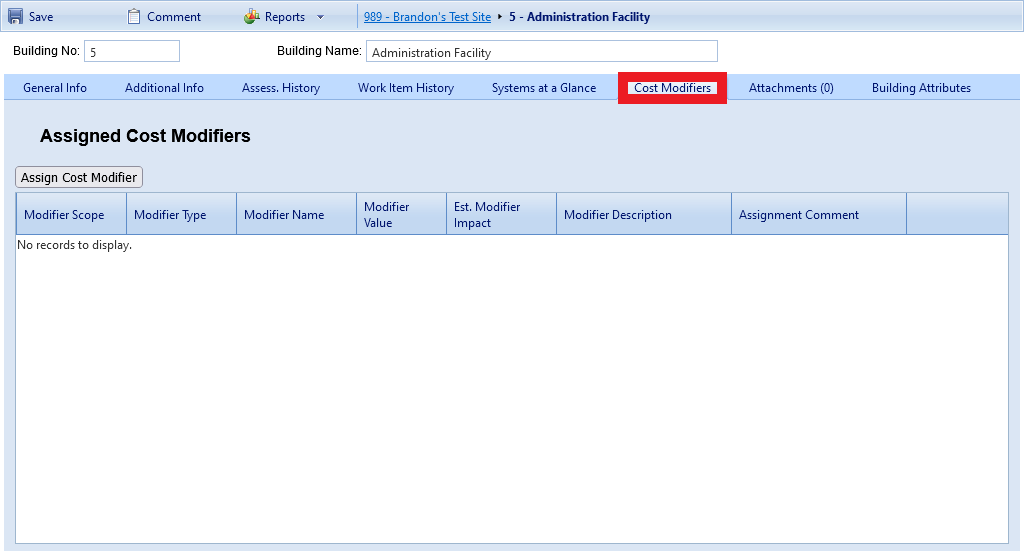 Save Comment Reports 989 - Brandon's Test Site 5 - Administration Facility
Building No: 5 Building Name: Administration Facility
General Info Additional Info Assess. History Work Item History Systems at a Glance Cost Modifiers Attachments (0) Building Attributes
Assigned Cost Modifiers
Assign Cost Modifier
Modifier Scope Modifier Type Modifier Name Modifier Value Est. Modifier Impact Modifier Description Assignment Comment
No records to display.